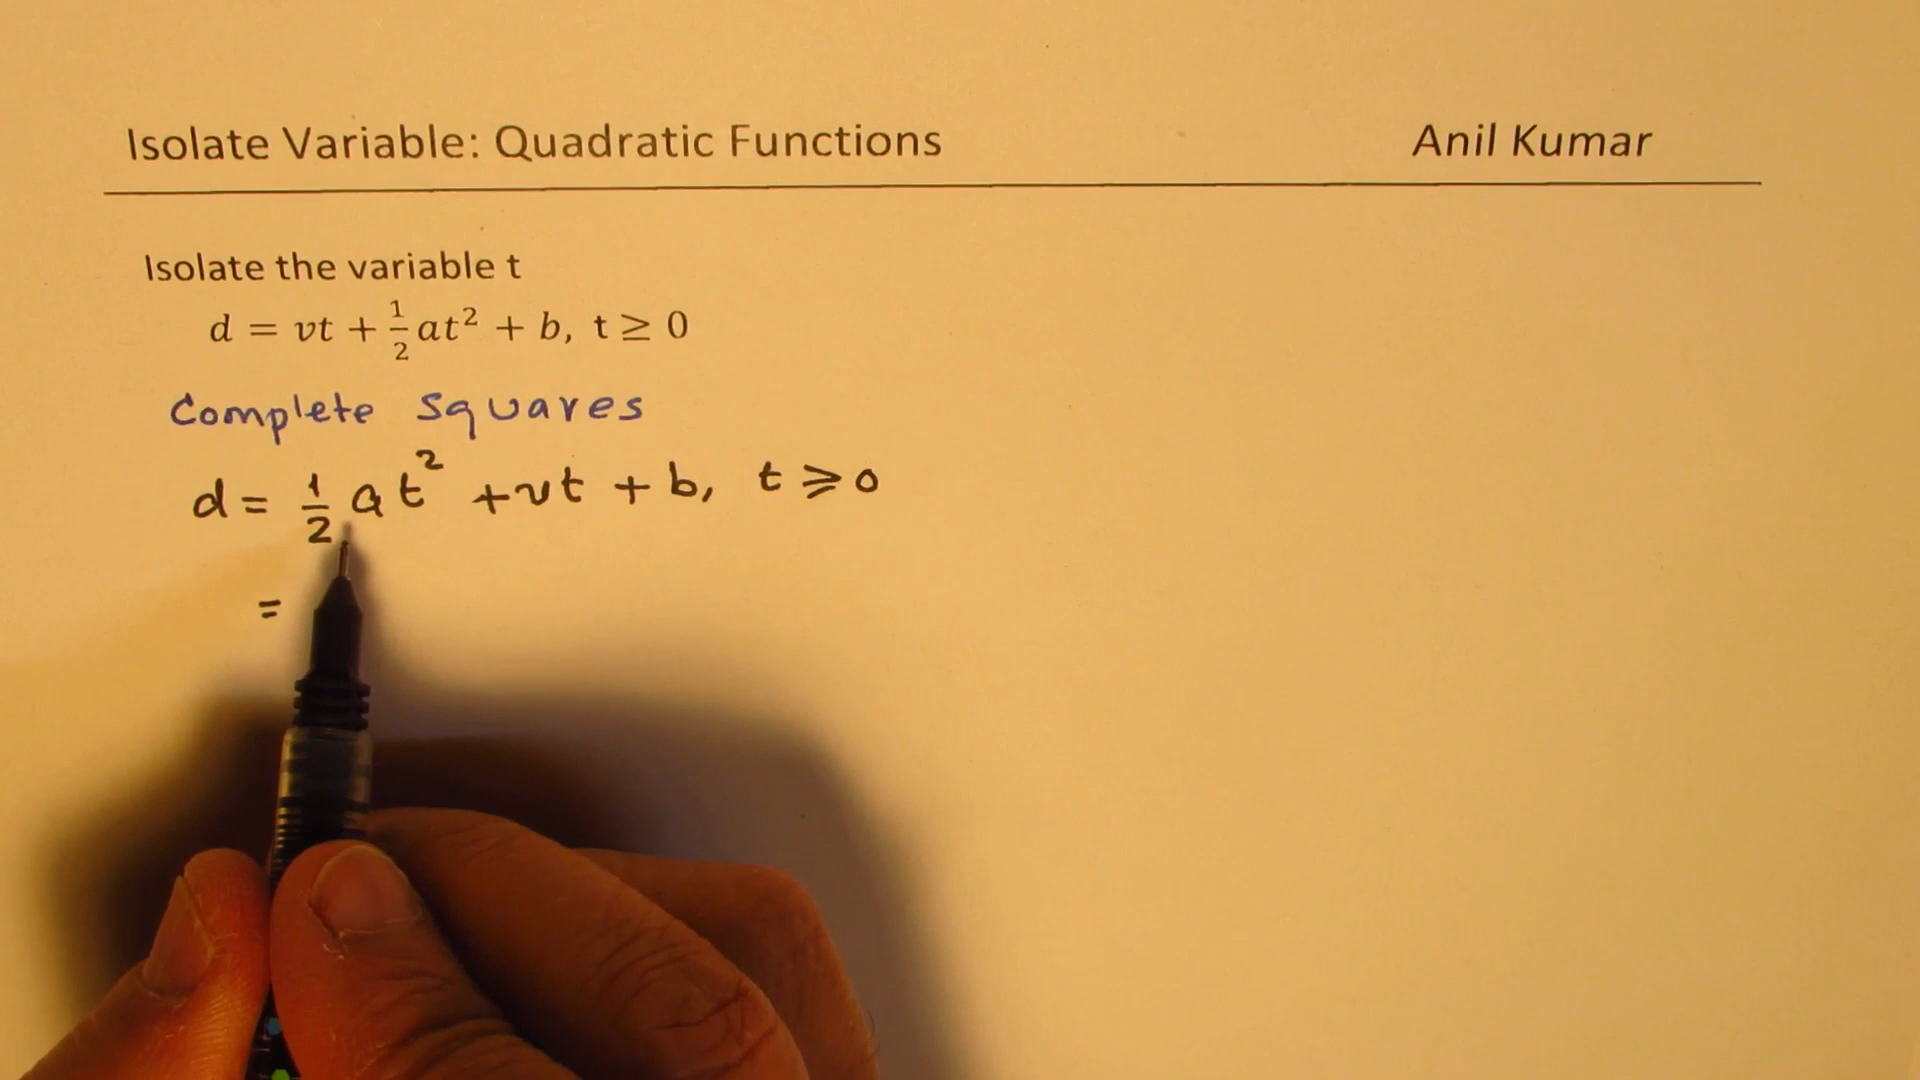 Isolate Variable: Quadratic Functions Anil Kumar
Isolate the variable t
d = vt + 1/2 at² + b, t ≥ 0
Complete squares
d = 1/2 at² + vt + b, t ≥ 0
=